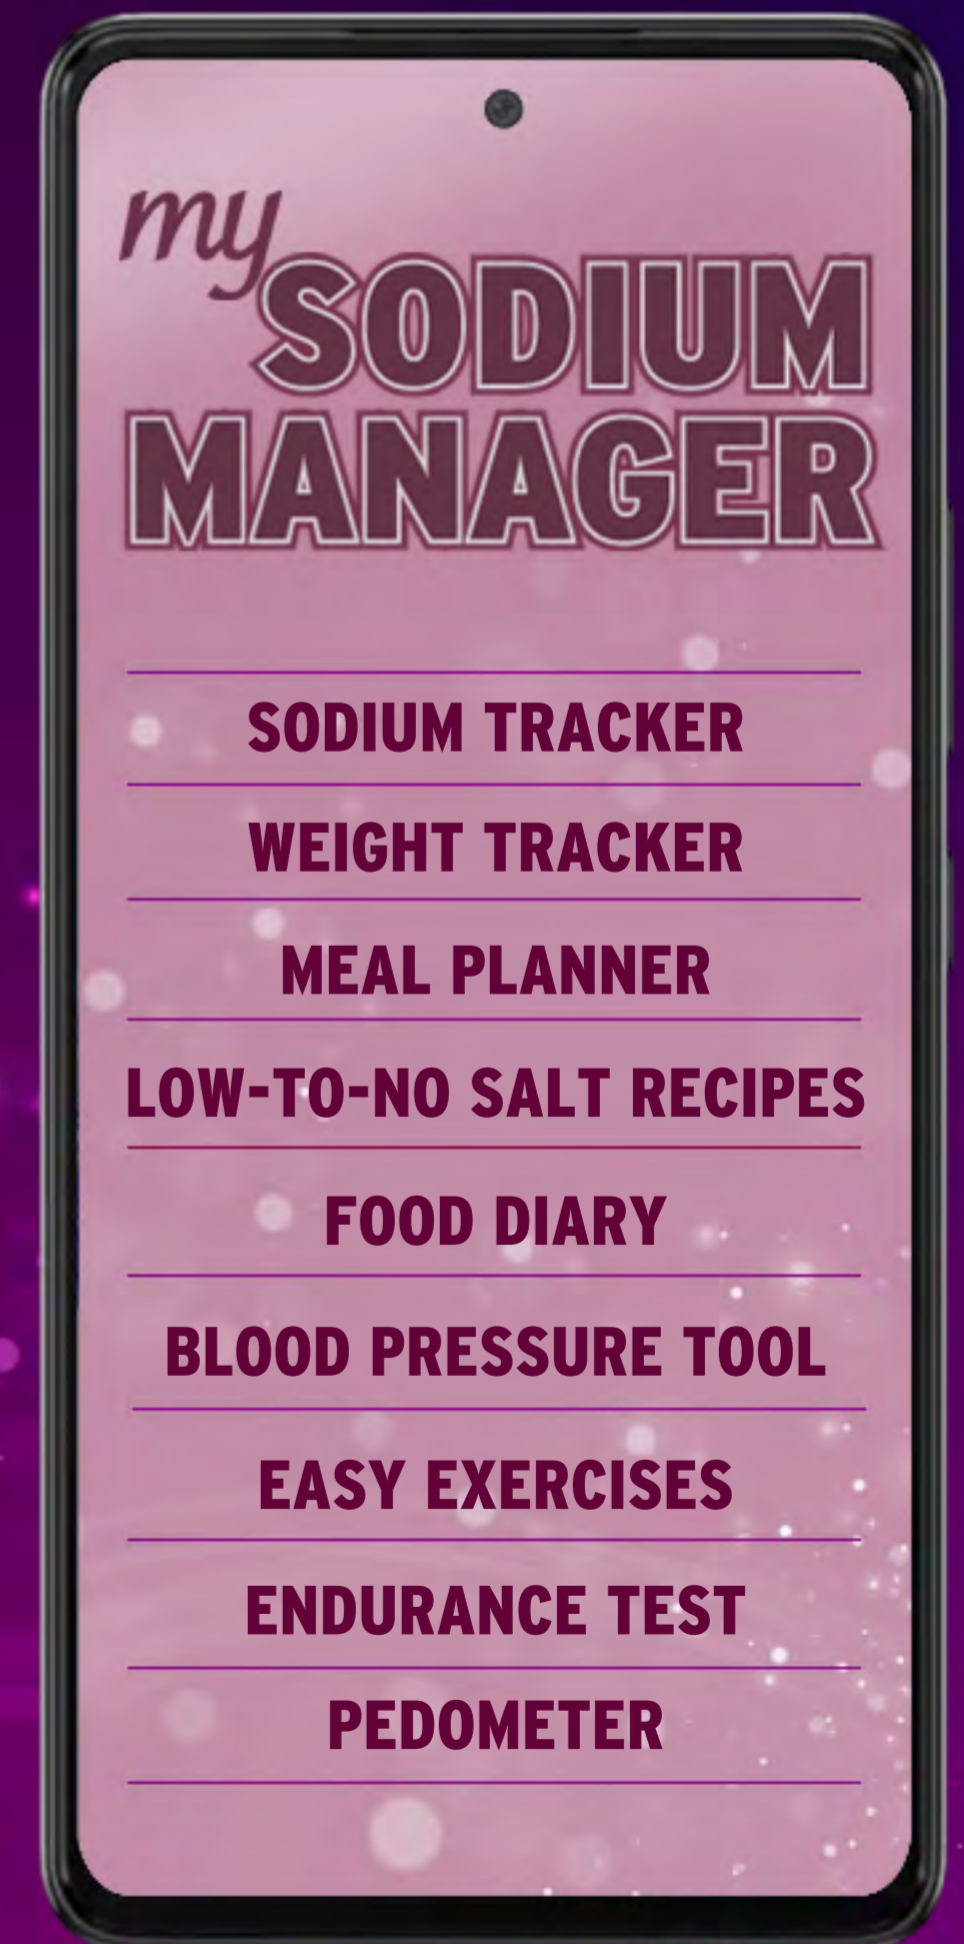 my
SODIUM
MANAGER
SODIUM TRACKER
WEIGHT TRACKER
MEAL PLANNER
LOW-TO-NO SALT RECIPES
FOOD DIARY
BLOOD PRESSURE TOOL
EASY EXERCISES
ENDURANCE TEST
PEDOMETER